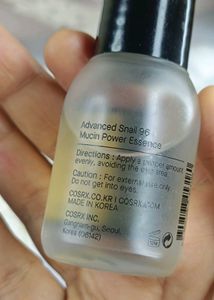 Advanced Snail 96
Mucin Power Essence
Directions : Apply a proper amount
evenly, avoiding the eye area.
Caution : For external use only.
Do not get into eyes.
COSRX.CO.KR I COSRX.COM
MADE IN KOREA
COSRX INC.
Gangnam-gu, Seoul,
Korea (06142)
12M